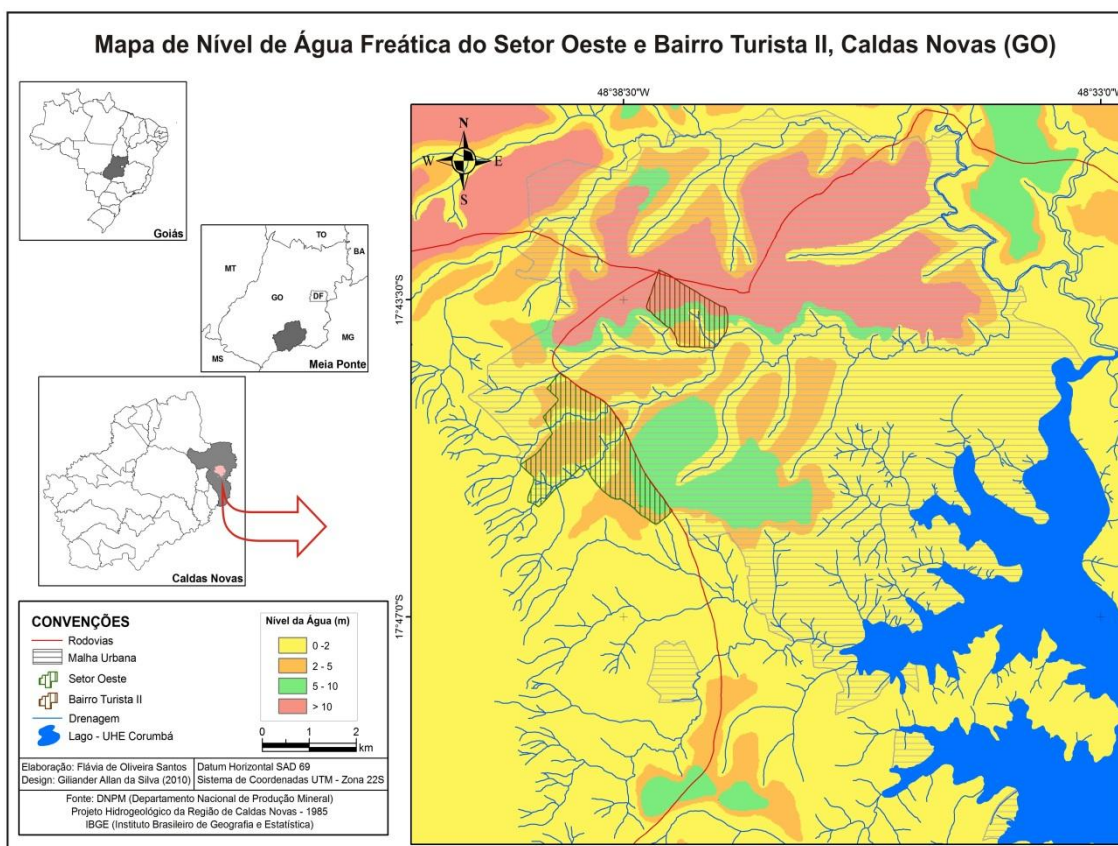 Mapa de Nível de Água Freática do Setor Oeste e Bairro Turista II, Caldas Novas (GO)
Goiás
TO
BA
MT
GO
DF
MG
MS
Meia Ponte
Caldas Novas
48°38'30"W
48°33'0"W
N
W
E
S
17°43'30"S
17°47'0"S
CONVENÇÕES
Rodovias
Malha Urbana
Setor Oeste
Bairro Turista II
Drenagem
Lago - UHE Corumbá
Nível da Água (m)
0 -2
2 - 5
5 - 10
> 10
0 1 2
km
Elaboração: Flávia de Oliveira Santos
Design: Giliander Allan da Silva (2010)
Datum Horizontal SAD 69
Sistema de Coordenadas UTM - Zona 22S
Fonte: DNPM (Departamento Nacional de Produção Mineral)
Projeto Hidrogeológico da Região de Caldas Novas - 1985
IBGE (Instituto Brasileiro de Geografia e Estatística)